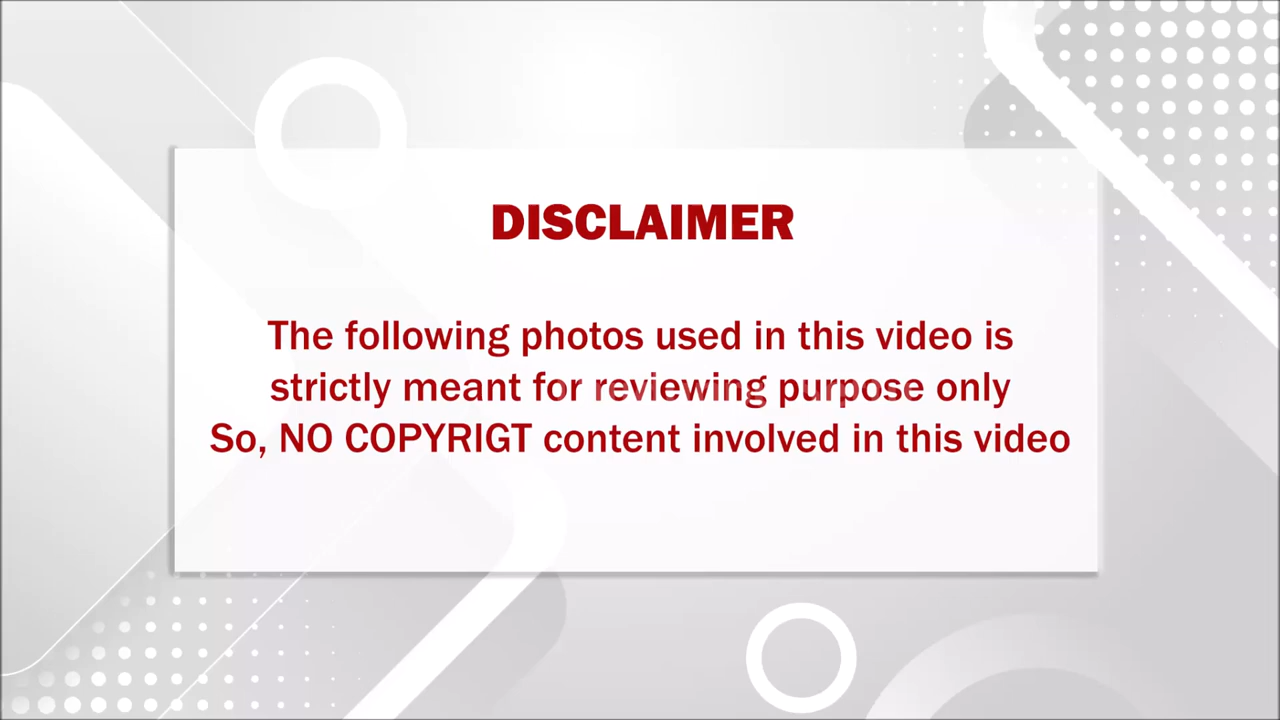 DISCLAIMER
The following photos used in this video is
strictly meant for reviewing purpose only
So, NO COPYRIGT content involved in this video